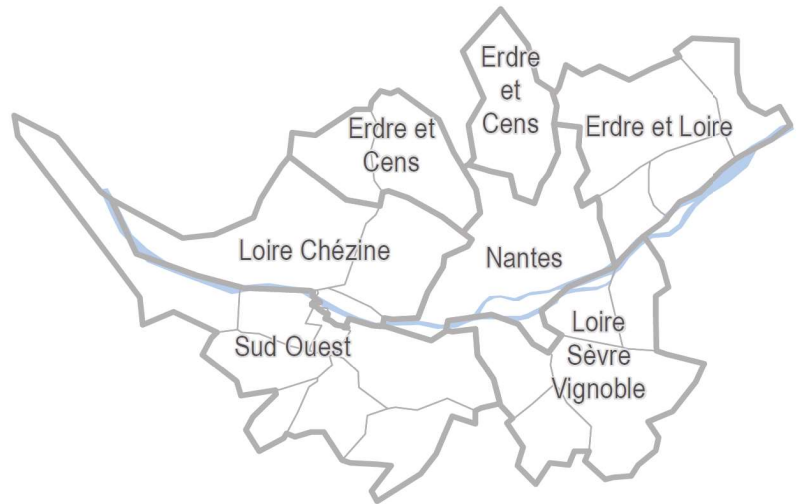 Erdre
et
Cens
Erdre et
Cens
Erdre et Loire
Loire Chézine
Nantes
Sud Ouest
Loire
Sèvre
Vignoble